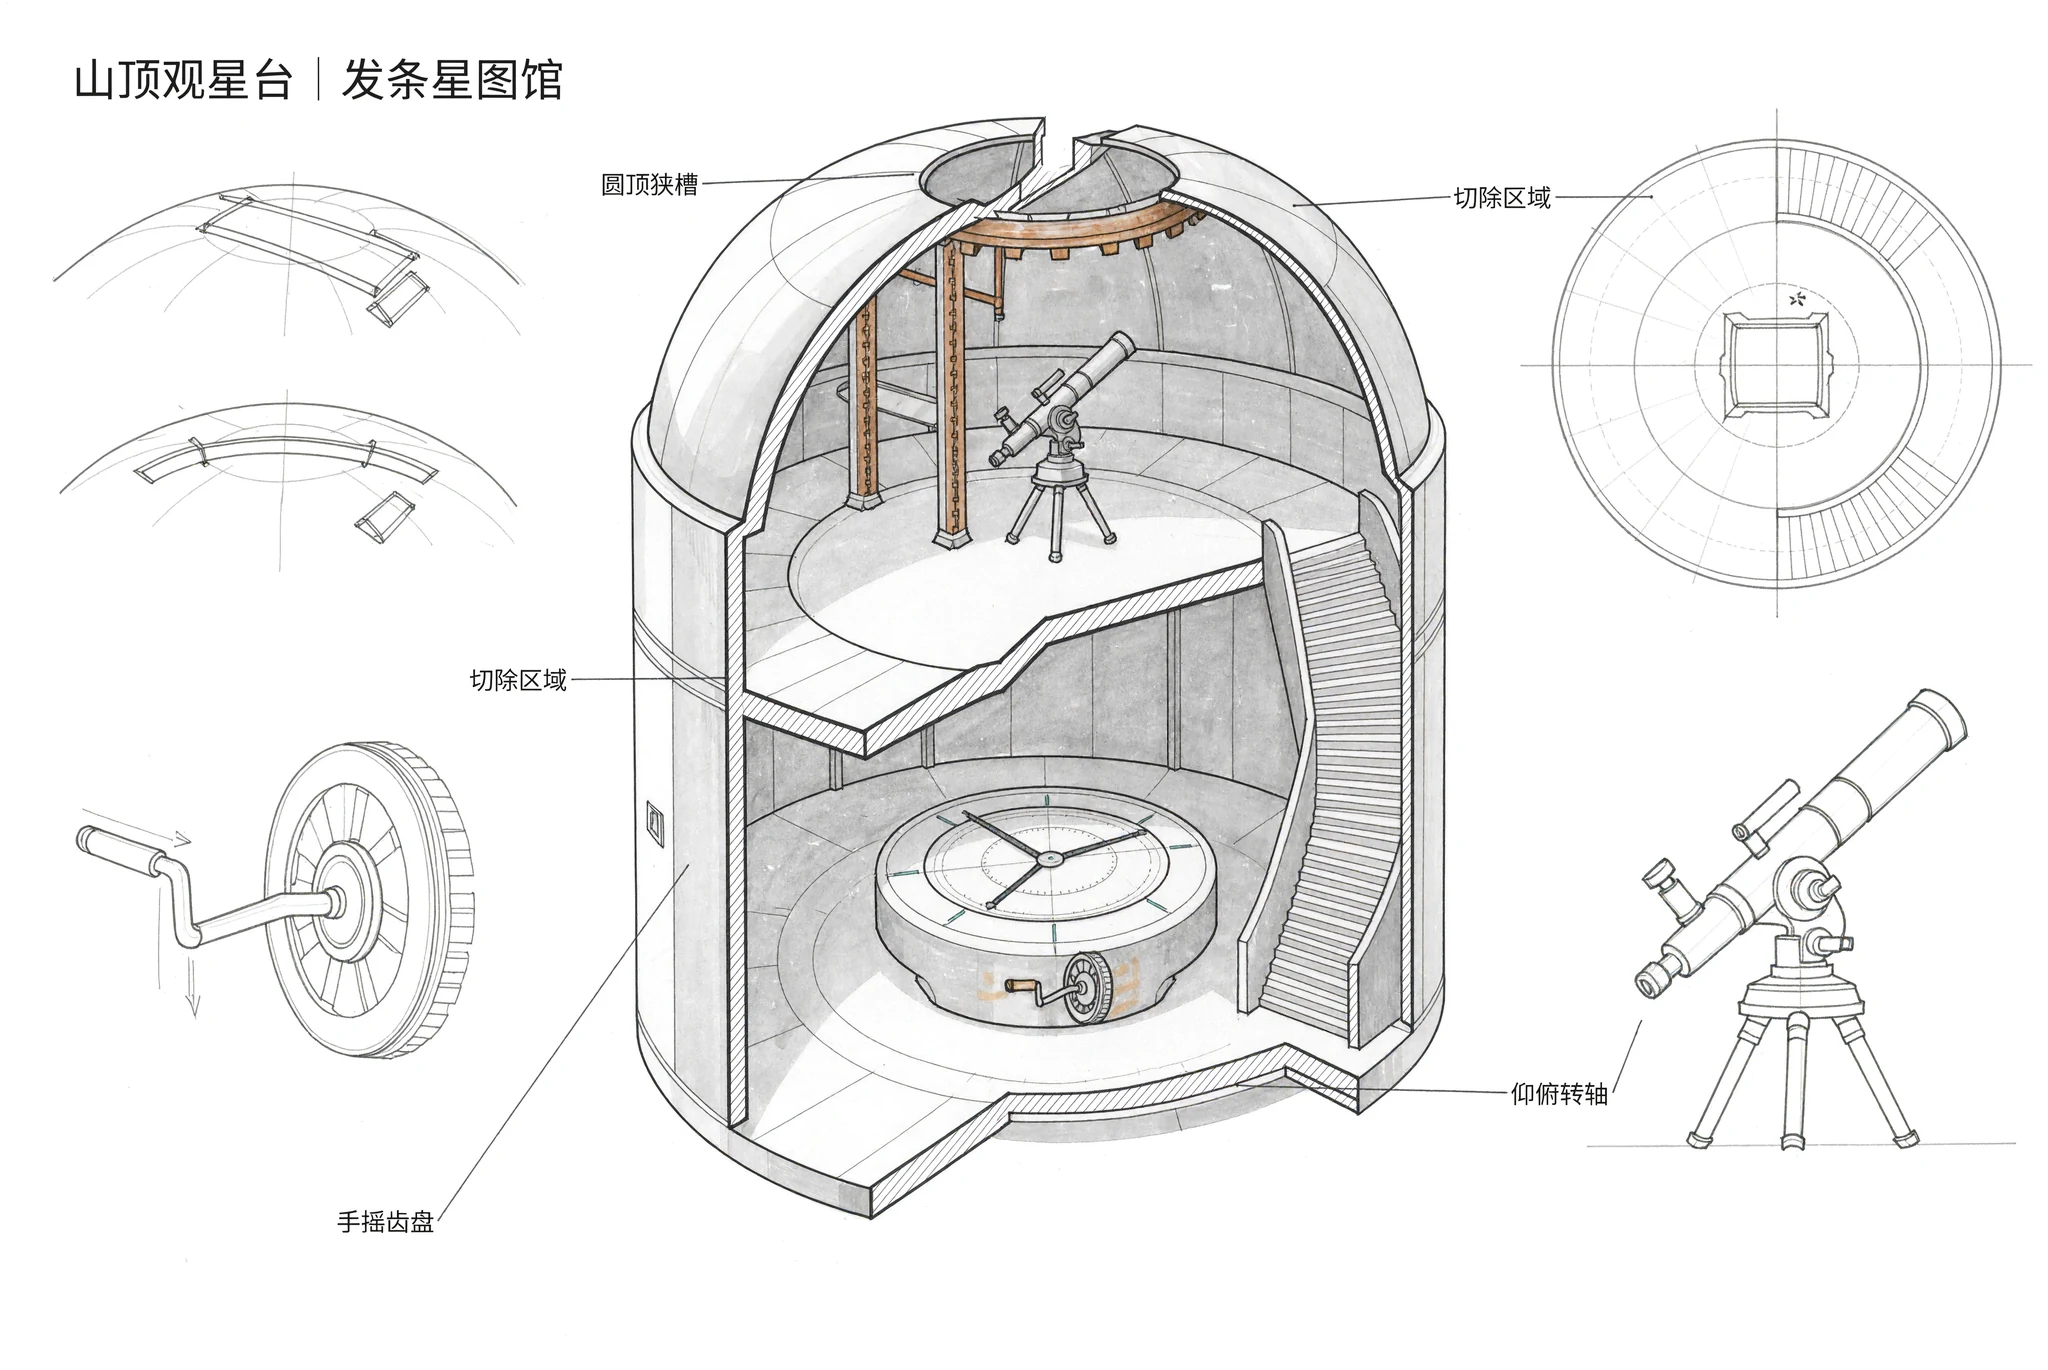 山顶观星台｜发条星图馆
圆顶狭槽
切除区域
切除区域
仰俯转轴
手摇齿盘